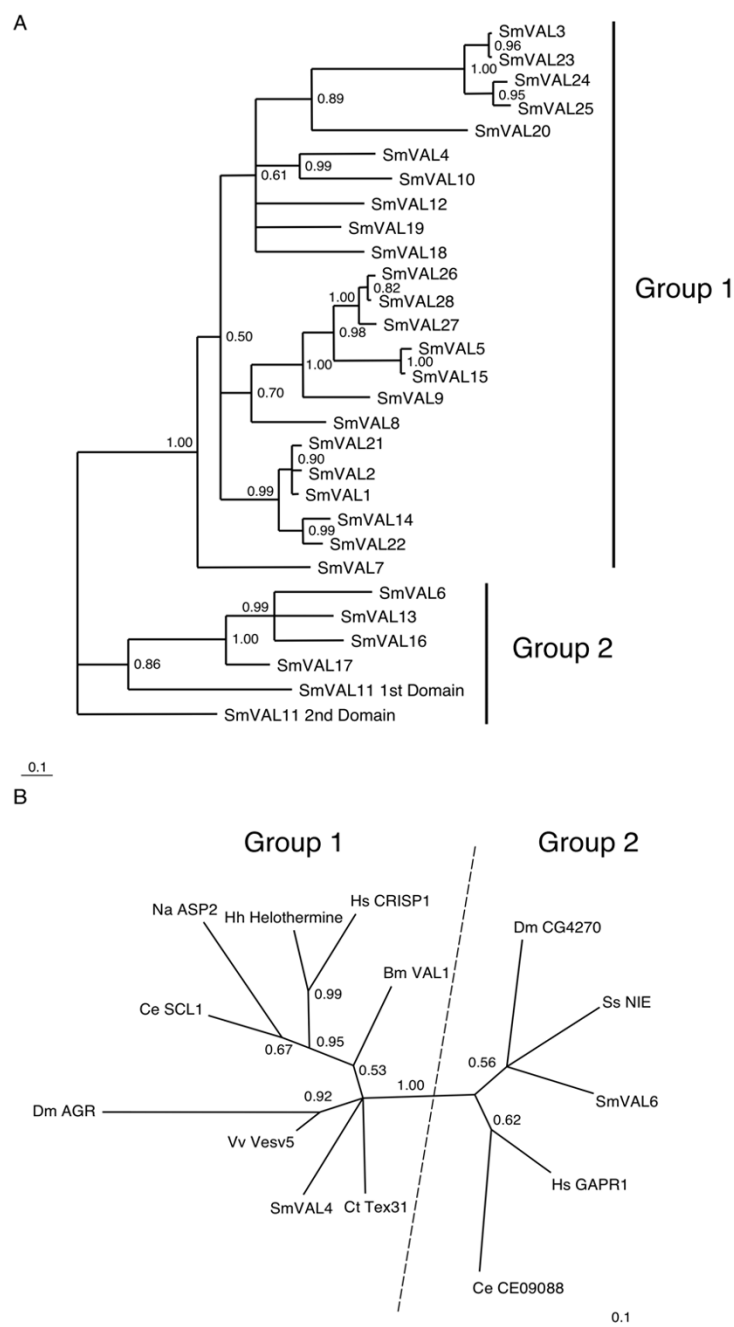 A
SmVAL3
0.96
SmVAL23
1.00
SmVAL24
0.95
SmVAL25
0.89
SmVAL20
SmVAL4
0.99
0.61
SmVAL10
SmVAL12
SmVAL19
SmVAL18
SmVAL26
0.82
1.00
SmVAL28
Group 1
SmVAL27
0.98
0.50
SmVAL5
1.00
1.00
SmVAL15
0.70
SmVAL9
SmVAL8
SmVAL21
1.00
0.90
SmVAL2
0.99
SmVAL1
SmVAL14
0.99
SmVAL22
SmVAL7
SmVAL6
0.99
SmVAL13
1.00
SmVAL16
Group 2
0.86
SmVAL17
SmVAL11 1st Domain
SmVAL11 2nd Domain
0.1
B
Group 1
Group 2
Hs CRISP1
Na ASP2
Hh Helothermine
Dm CG4270
Bm VAL1
0.99
Ss NIE
Ce SCL1
0.95
0.67
0.53
0.56
1.00
0.92
SmVAL6
Dm AGR
0.62
Vv Vesv5
Hs GAPR1
SmVAL4
Ct Tex31
Ce CE09088
0.1